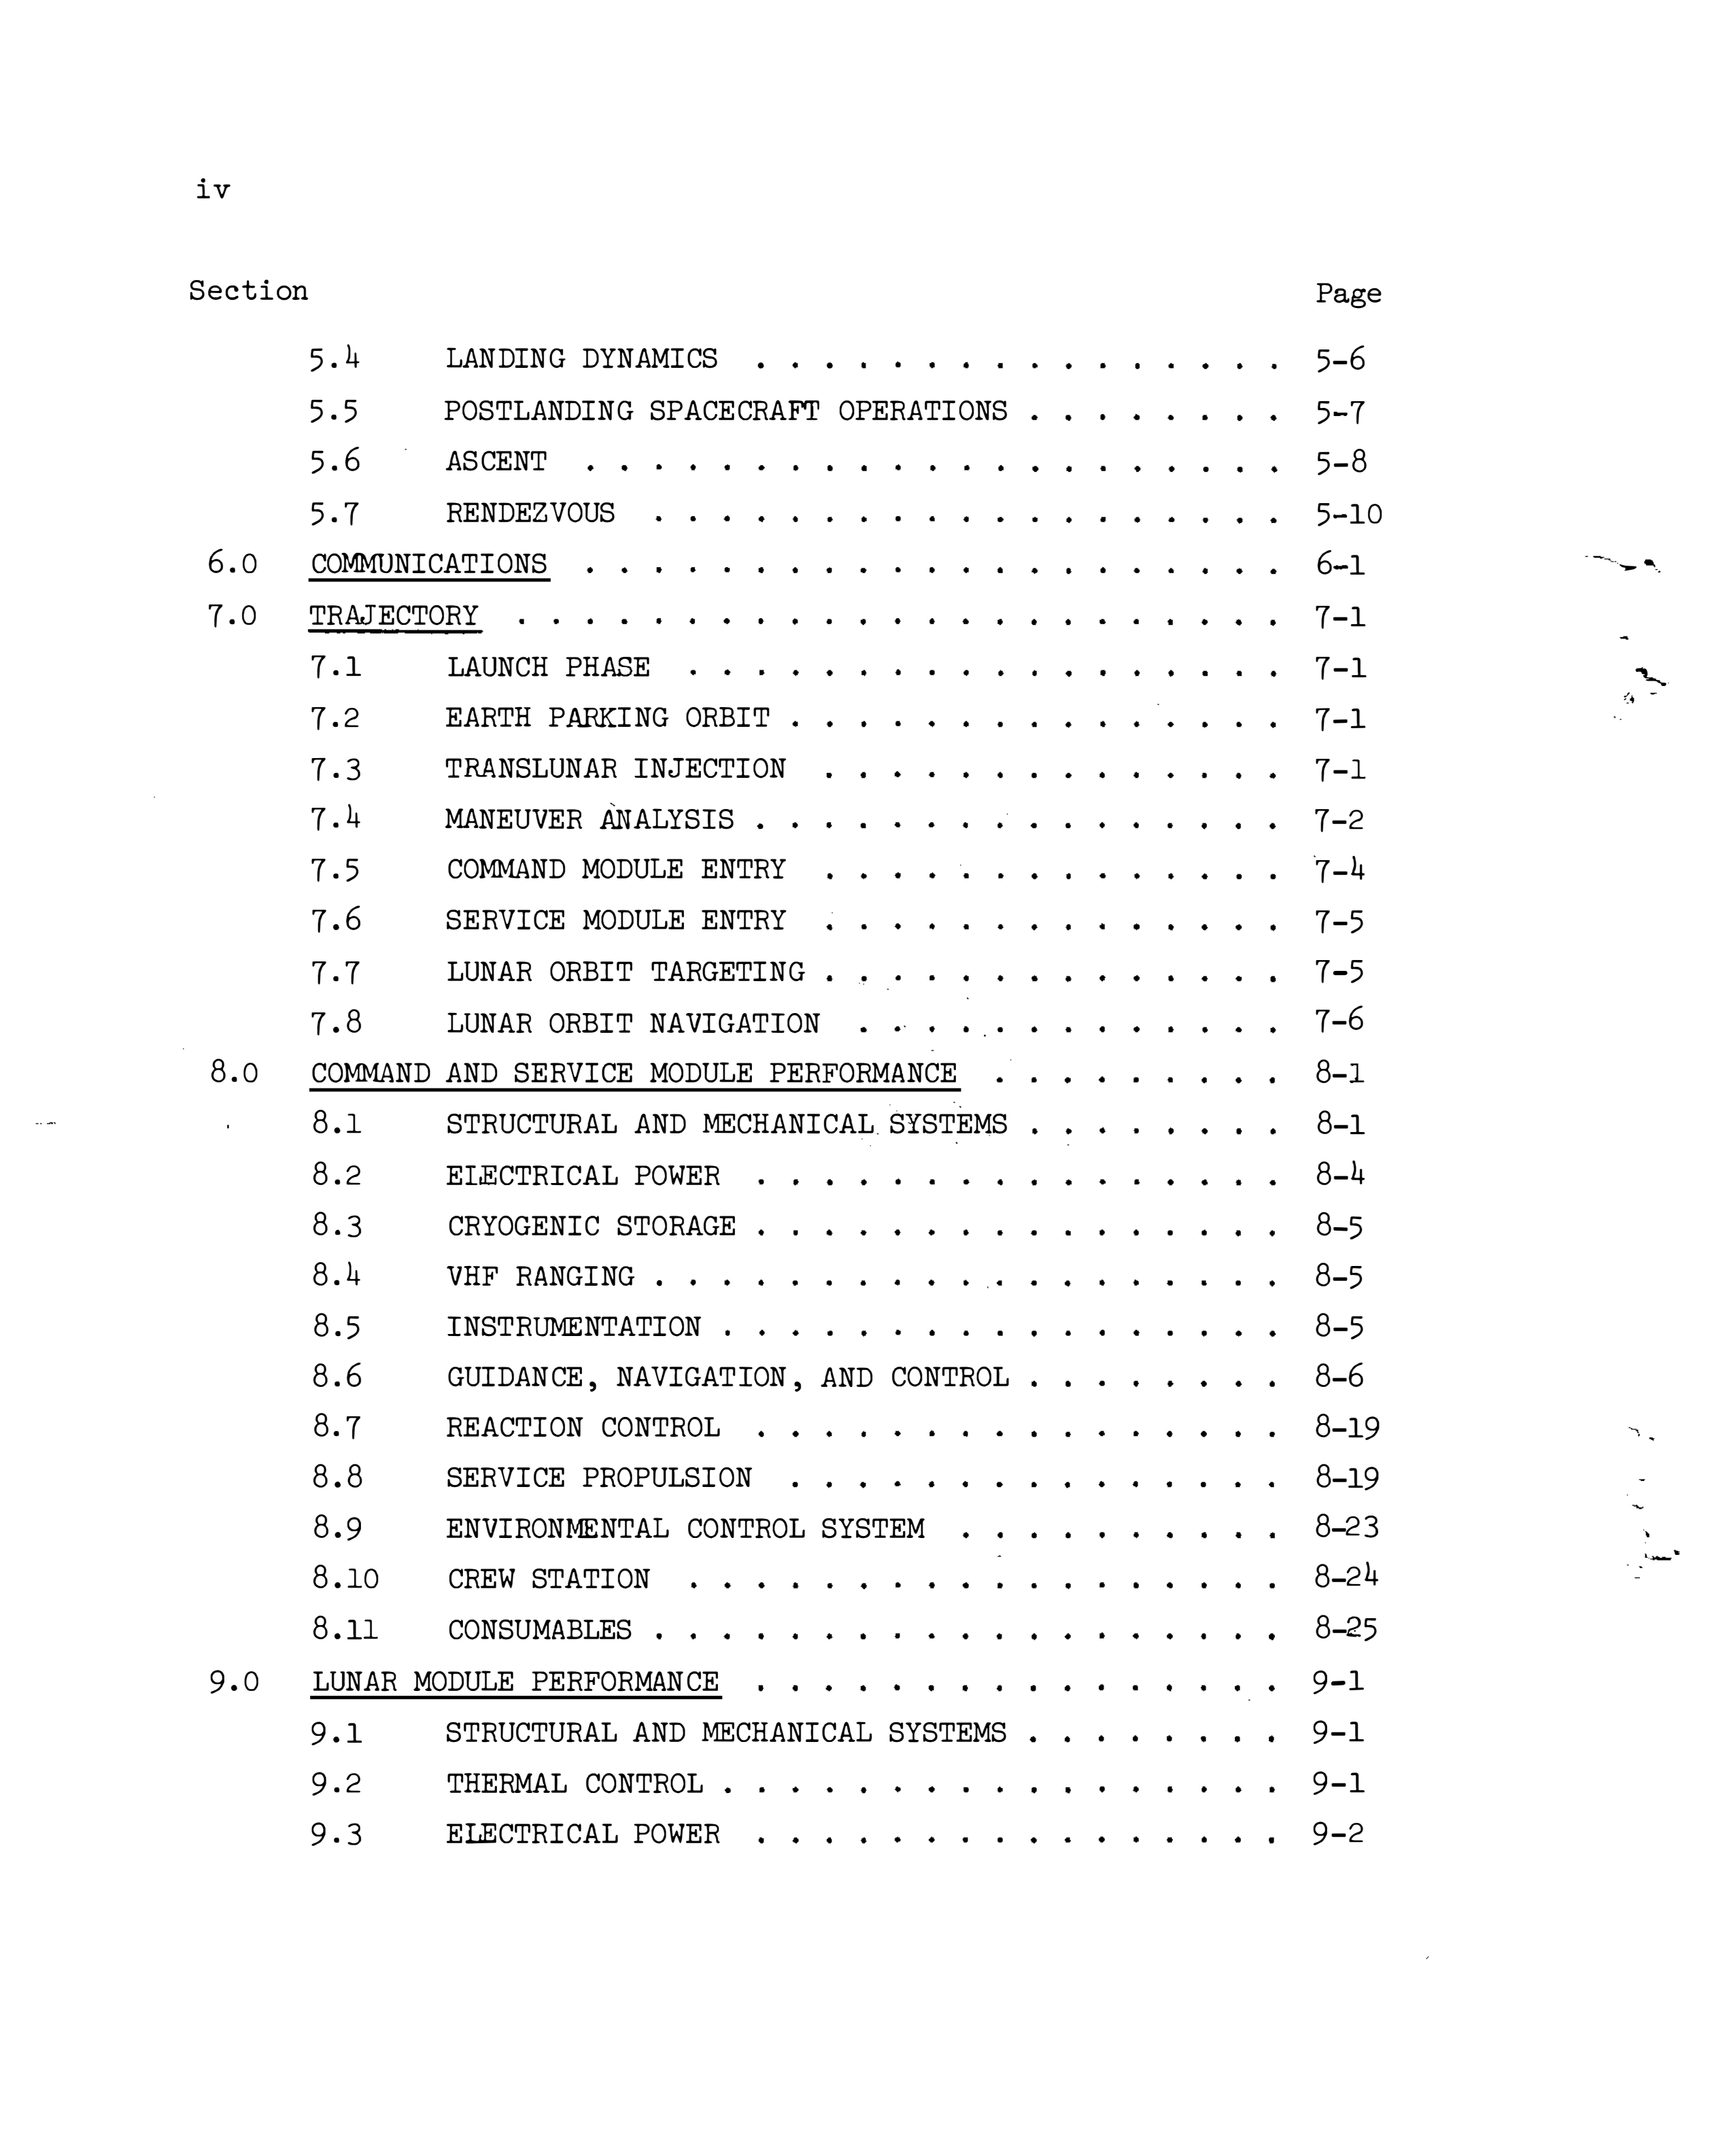 iv
Section Page
5.4 LANDING DYNAMICS . . . . . . . . . . . . . . . . 5-6
5.5 POSTLANDING SPACECRAFT OPERATIONS . . . . . . . . 5-7
5.6 ASCENT . . . . . . . . . . . . . . . . . . . . . 5-8
5.7 RENDEZVOUS . . . . . . . . . . . . . . . . . . . 5-10
6.0 COMMUNICATIONS . . . . . . . . . . . . . . . . . . . . . 6-1
7.0 TRAJECTORY . . . . . . . . . . . . . . . . . . . . . . . 7-1
7.1 LAUNCH PHASE . . . . . . . . . . . . . . . . . . 7-1
7.2 EARTH PARKING ORBIT . . . . . . . . . . . . . . . 7-1
7.3 TRANSLUNAR INJECTION . . . . . . . . . . . . . . 7-1
7.4 MANEUVER ANALYSIS . . . . . . . . . . . . . . . . 7-2
7.5 COMMAND MODULE ENTRY . . . . . . . . . . . . . . 7-4
7.6 SERVICE MODULE ENTRY . . . . . . . . . . . . . . 7-5
7.7 LUNAR ORBIT TARGETING . . . . . . . . . . . . . . 7-5
7.8 LUNAR ORBIT NAVIGATION . . . . . . . . . . . . . 7-6
8.0 COMMAND AND SERVICE MODULE PERFORMANCE . . . . . . . . . 8-1
8.1 STRUCTURAL AND MECHANICAL SYSTEMS . . . . . . . . 8-1
8.2 ELECTRICAL POWER . . . . . . . . . . . . . . . . 8-4
8.3 CRYOGENIC STORAGE . . . . . . . . . . . . . . . . 8-5
8.4 VHF RANGING . . . . . . . . . . . . . . . . . . . 8-5
8.5 INSTRUMENTATION . . . . . . . . . . . . . . . . . 8-5
8.6 GUIDANCE, NAVIGATION, AND CONTROL . . . . . . . . 8-6
8.7 REACTION CONTROL . . . . . . . . . . . . . . . . 8-19
8.8 SERVICE PROPULSION . . . . . . . . . . . . . . . 8-19
8.9 ENVIRONMENTAL CONTROL SYSTEM . . . . . . . . . . 8-23
8.10 CREW STATION . . . . . . . . . . . . . . . . . . 8-24
8.11 CONSUMABLES . . . . . . . . . . . . . . . . . . . 8-25
9.0 LUNAR MODULE PERFORMANCE . . . . . . . . . . . . . . . . 9-1
9.1 STRUCTURAL AND MECHANICAL SYSTEMS . . . . . . . . 9-1
9.2 THERMAL CONTROL . . . . . . . . . . . . . . . . . 9-1
9.3 ELECTRICAL POWER . . . . . . . . . . . . . . . . 9-2